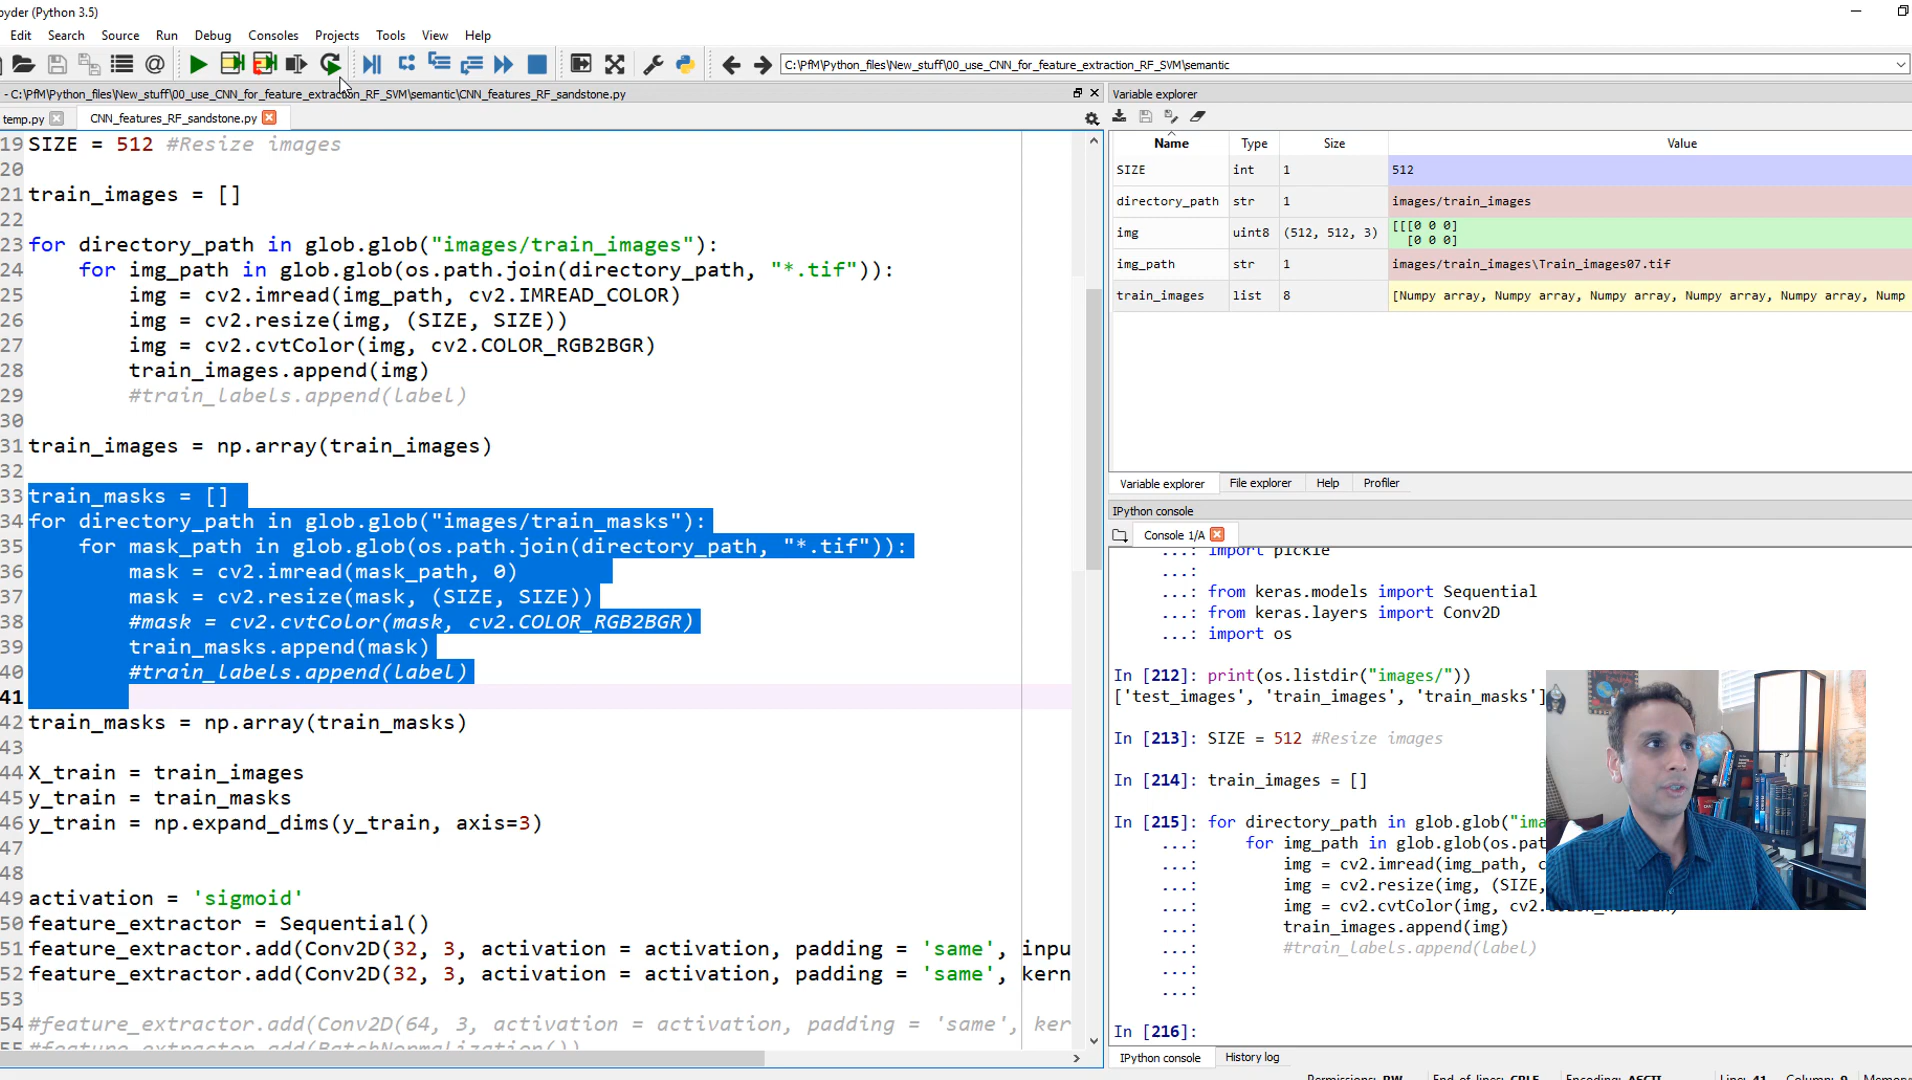 pyder (Python 3.5)
Edit Search Source Run Debug Consoles Projects Tools View Help
C:\PfM\Python_files\New_stuff\00_use_CNN_for_feature_extraction_RF_SVM\semantic
- C:\PfM\Python_files\New_stuff\00_use_CNN_for_feature_extraction_RF_SVM\semantic\CNN_features_RF_sandstone.py
temp.py CNN_features_RF_sandstone.py
19 SIZE = 512 #Resize images
20
21 train_images = []
22
23 for directory_path in glob.glob("images/train_images"):
24 for img_path in glob.glob(os.path.join(directory_path, "*.tif")):
25 img = cv2.imread(img_path, cv2.IMREAD_COLOR)
26 img = cv2.resize(img, (SIZE, SIZE))
27 img = cv2.cvtColor(img, cv2.COLOR_RGB2BGR)
28 train_images.append(img)
29 #train_labels.append(label)
30
31 train_images = np.array(train_images)
32
33 train_masks = []
34 for directory_path in glob.glob("images/train_masks"):
35 for mask_path in glob.glob(os.path.join(directory_path, "*.tif")):
36 mask = cv2.imread(mask_path, 0)
37 mask = cv2.resize(mask, (SIZE, SIZE))
38 #mask = cv2.cvtColor(mask, cv2.COLOR_RGB2BGR)
39 train_masks.append(mask)
40 #train_labels.append(label)
41
42 train_masks = np.array(train_masks)
43
44 X_train = train_images
45 y_train = train_masks
46 y_train = np.expand_dims(y_train, axis=3)
47
48
49 activation = 'sigmoid'
50 feature_extractor = Sequential()
51 feature_extractor.add(Conv2D(32, 3, activation = activation, padding = 'same', inpu
52 feature_extractor.add(Conv2D(32, 3, activation = activation, padding = 'same', kern
53
54 #feature_extractor.add(Conv2D(64, 3, activation = activation, padding = 'same', ker
55 #feature_extractor.add(BatchNormalization())
Variable explorer
Name Type Size Value
SIZE int 1 512
directory_path str 1 images/train_images
img uint8 (512, 512, 3) [[[0 0 0]
[0 0 0]
img_path str 1 images/train_images\Train_images07.tif
train_images list 8 [Numpy array, Numpy array, Numpy array, Numpy array, Numpy array, Nump
Variable explorer File explorer Help Profiler
IPython console
Console 1/A
...: import pickle
...:
...: from keras.models import Sequential
...: from keras.layers import Conv2D
...: import os
In [212]: print(os.listdir("images/"))
['test_images', 'train_images', 'train_masks']
In [213]: SIZE = 512 #Resize images
In [214]: train_images = []
In [215]: for directory_path in glob.glob("ima
...: for img_path in glob.glob(os.pat
...: img = cv2.imread(img_path, c
...: img = cv2.resize(img, (SIZE,
...: img = cv2.cvtColor(img, cv2.
...: train_images.append(img)
...: #train_labels.append(label)
...:
...:
In [216]:
IPython console History log
Permissions: RW End of lines: CRLF Encoding: ASCII Line: 41 Column: 9 Memory